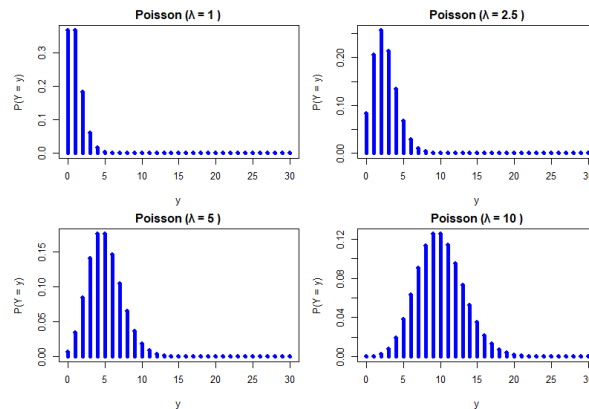 Poisson (λ = 1 )
P(Y = y)
0.0 0.1 0.2 0.3
0 5 10 15 20 25 30
y
Poisson (λ = 2.5 )
P(Y = y)
0.00 0.10 0.20
0 5 10 15 20 25 30
y
Poisson (λ = 5 )
P(Y = y)
0.00 0.05 0.10 0.15
0 5 10 15 20 25 30
y
Poisson (λ = 10 )
P(Y = y)
0.00 0.04 0.08 0.12
0 5 10 15 20 25 30
y